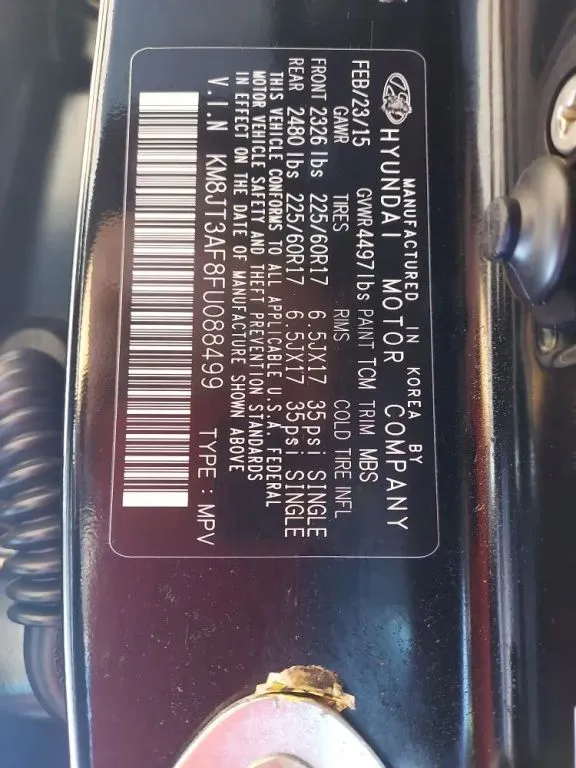 MANUFACTURED IN KOREA BY
HYUNDAI MOTOR COMPANY
FEB/23/15 GVWR 4497 lbs PAINT TCM TRIM MBS
GAWR TIRES RIMS COLD TIRE INFL
FRONT 2326 lbs 225/60R17 6.5JX17 35psi SINGLE
REAR 2480 lbs 225/60R17 6.5JX17 35psi SINGLE
THIS VEHICLE CONFORMS TO ALL APPLICABLE U.S.A. FEDERAL
MOTOR VEHICLE SAFETY AND THEFT PREVENTION STANDARDS
IN EFFECT ON THE DATE OF MANUFACTURE SHOWN ABOVE
V.I.N KM8JT3AF8FU088499 TYPE : MPV